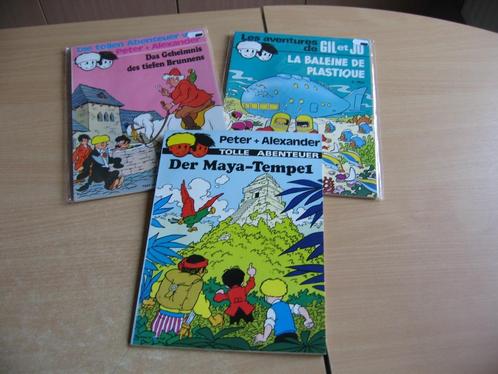 Die tollen Abenteuer v
Peter + Alexander
Das Geheimnis
des tiefen Brunnens
Les aventures
de GIL et JO
LA BALEINE DE
PLASTIQUE
Peter + Alexander
TOLLE ABENTEUER
Der Maya-Tempel